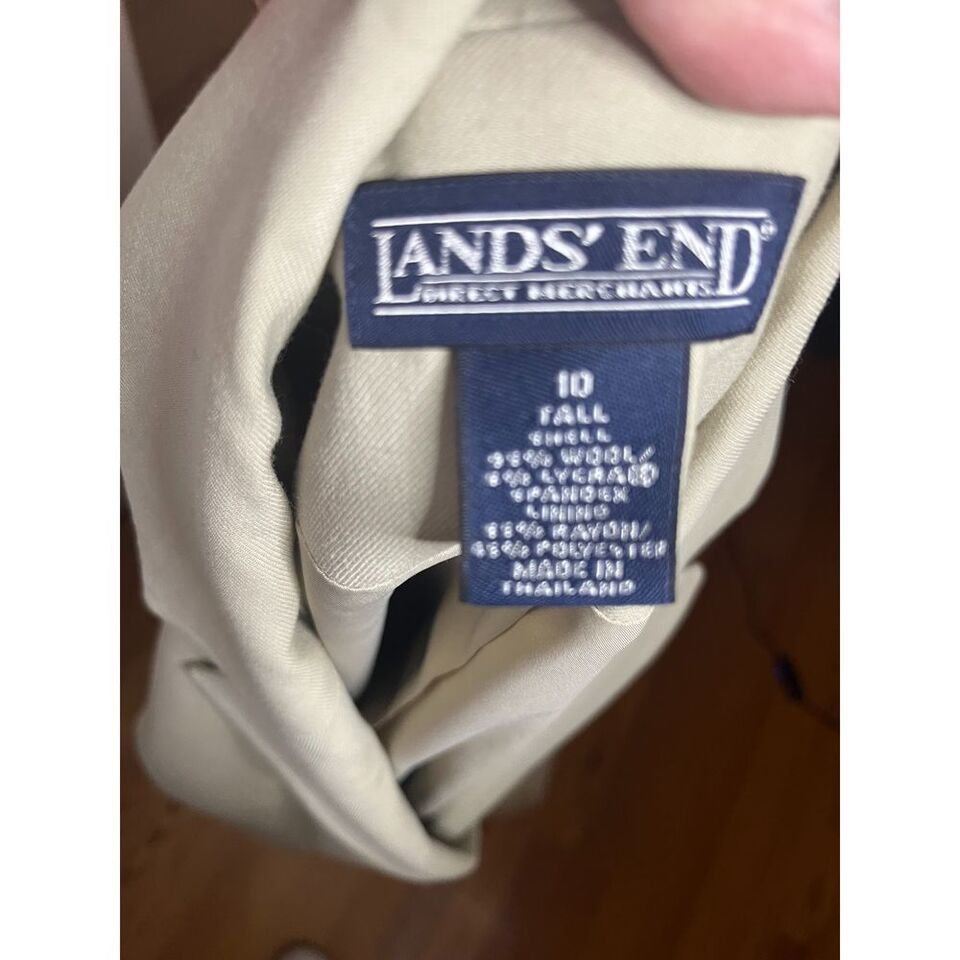 LANDS' END®
DIRECT MERCHANTS
10
TALL
SHELL
WOOL/
LYCRA®
SPANDEX
LINING
RAYON/
POLYESTER
MADE IN
THAILAND